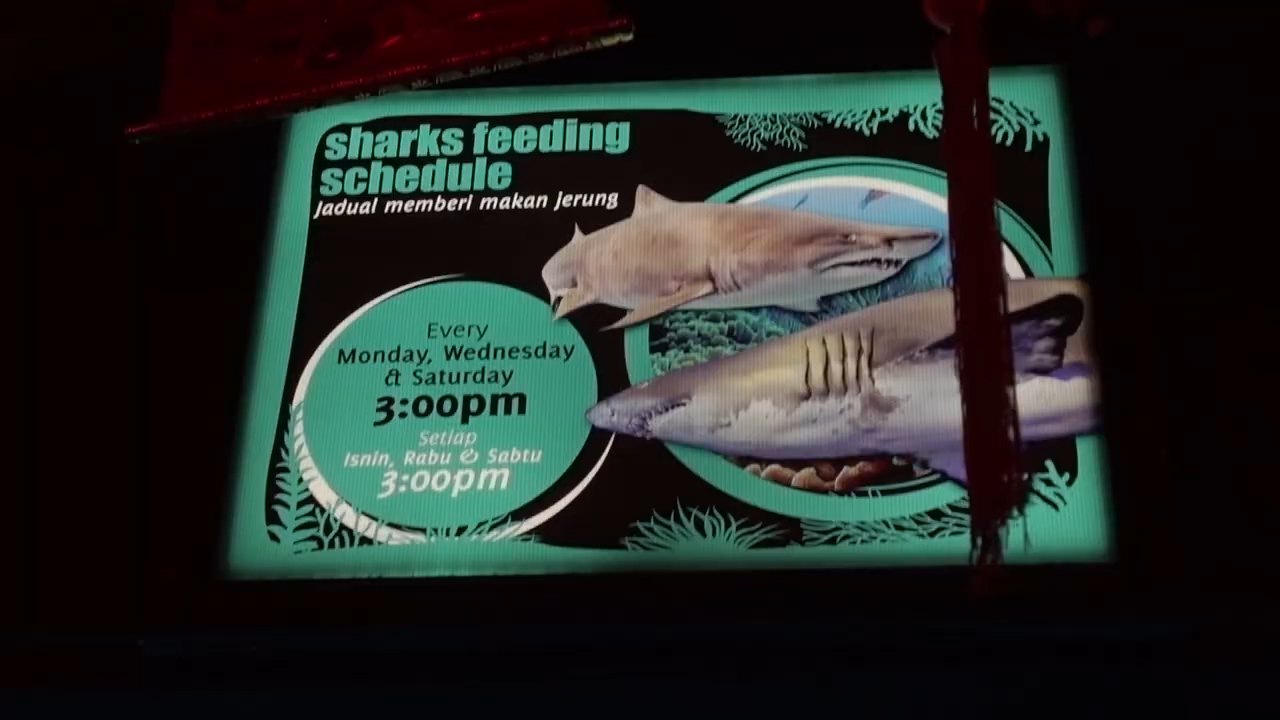 sharks feeding
schedule
Jadual memberi makan jerung
Every
Monday, Wednesday
& Saturday
3:00pm
Setiap
Isnin, Rabu & Sabtu
3:00pm